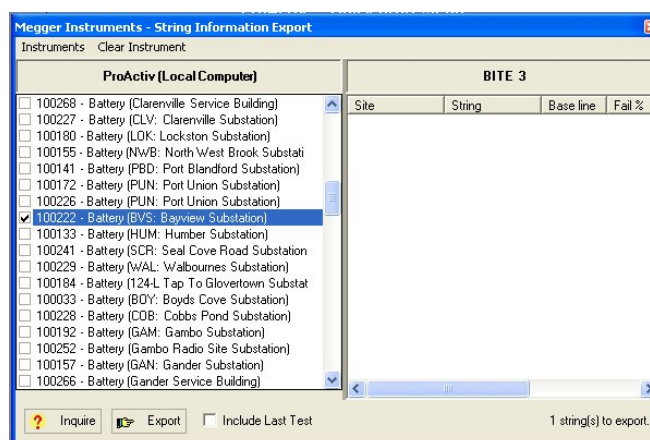 Megger Instruments - String Information Export
Instruments Clear Instrument
ProActiv (Local Computer)
BITE 3
Site String Base line Fail %
100268 - Battery (Clarenville Service Building)
100227 - Battery (CLV: Clarenville Substation)
100180 - Battery (LOK: Lockston Substation)
100155 - Battery (NWB: North West Brook Substati
100141 - Battery (PBD: Port Blandford Substation)
100172 - Battery (PUN: Port Union Substation)
100226 - Battery (PUN: Port Union Substation)
100222 - Battery (BVS: Bayview Substation)
100133 - Battery (HUM: Humber Substation)
100241 - Battery (SCR: Seal Cove Road Substation
100229 - Battery (WAL: Walbournes Substation)
100184 - Battery (124-L Tap To Glovertown Substat
100033 - Battery (BOY: Boyds Cove Substation)
100228 - Battery (COB: Cobbs Pond Substation)
100192 - Battery (GAM: Gambo Substation)
100252 - Battery (Gambo Radio Site Substation)
100157 - Battery (GAN: Gander Substation)
100266 - Battery (Gander Service Building)
? Inquire Export Include Last Test 1 string(s) to export.